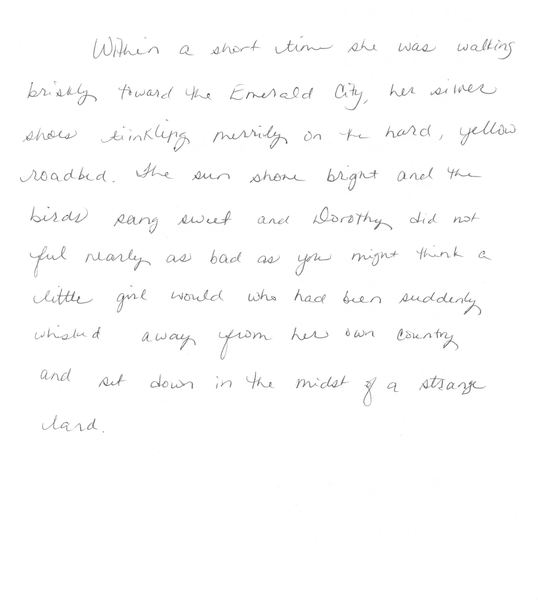 Within a short time she was walking
briskly toward the Emerald City, her silver
shoes tinkling merrily on the hard, yellow
roadbed. The sun shone bright and the
birds sang sweet and Dorothy did not
feel nearly as bad as you might think a
little girl would who had been suddenly
whisked away from her own country
and set down in the midst of a strange
land.